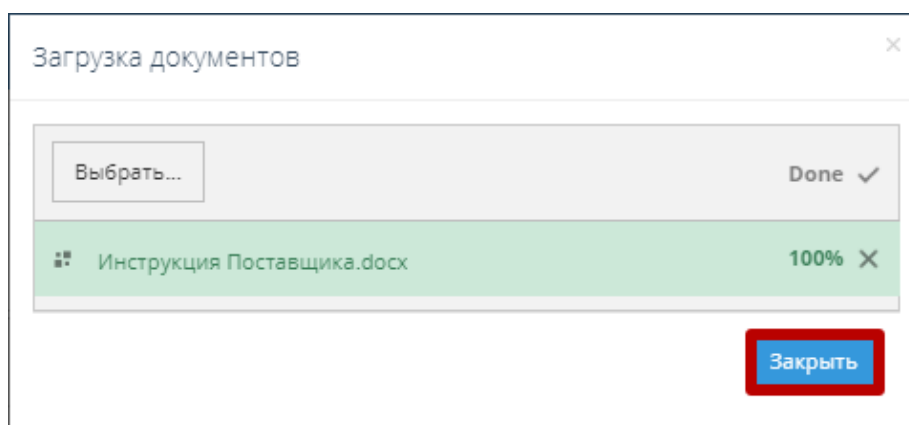 Загрузка документов
Выбрать...
Done
Инструкция Поставщика.docx
100%
Закрыть